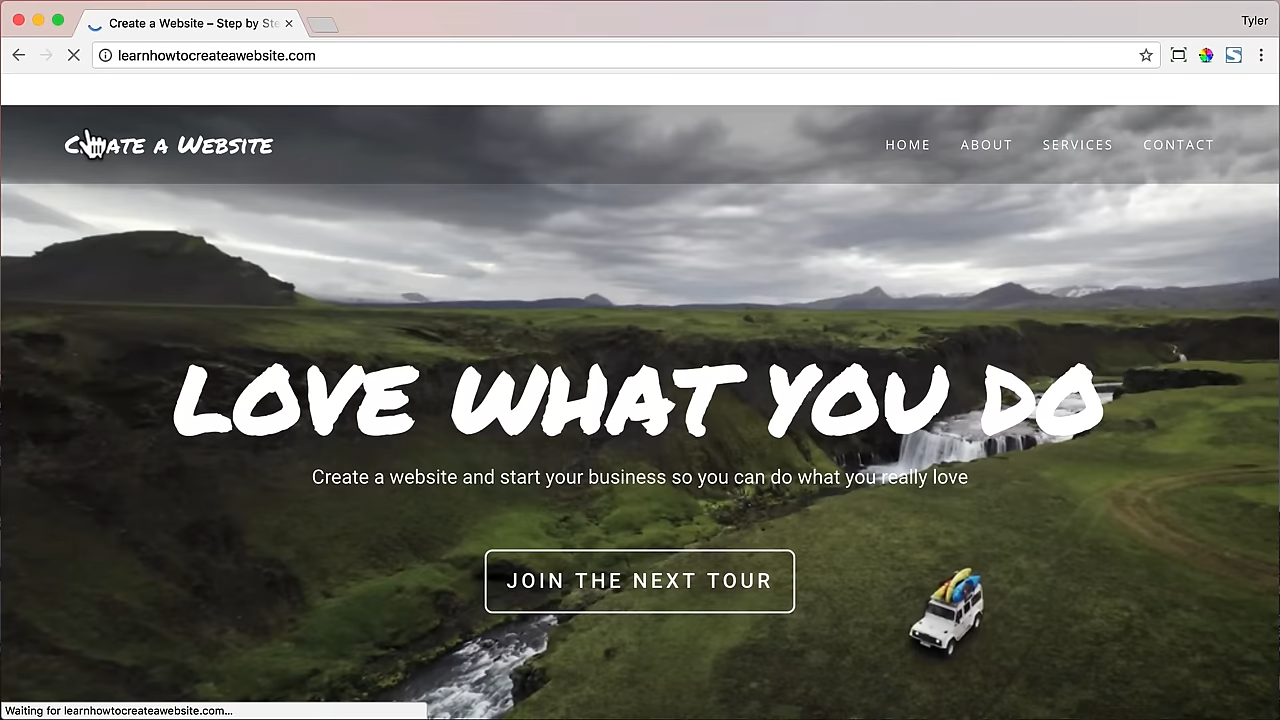 Create a Website – Step by Ste
Tyler
learnhowtocreateawebsite.com
Create a Website
HOME ABOUT SERVICES CONTACT
LOVE WHAT YOU DO
Create a website and start your business so you can do what you really love
JOIN THE NEXT TOUR
Waiting for learnhowtocreateawebsite.com...